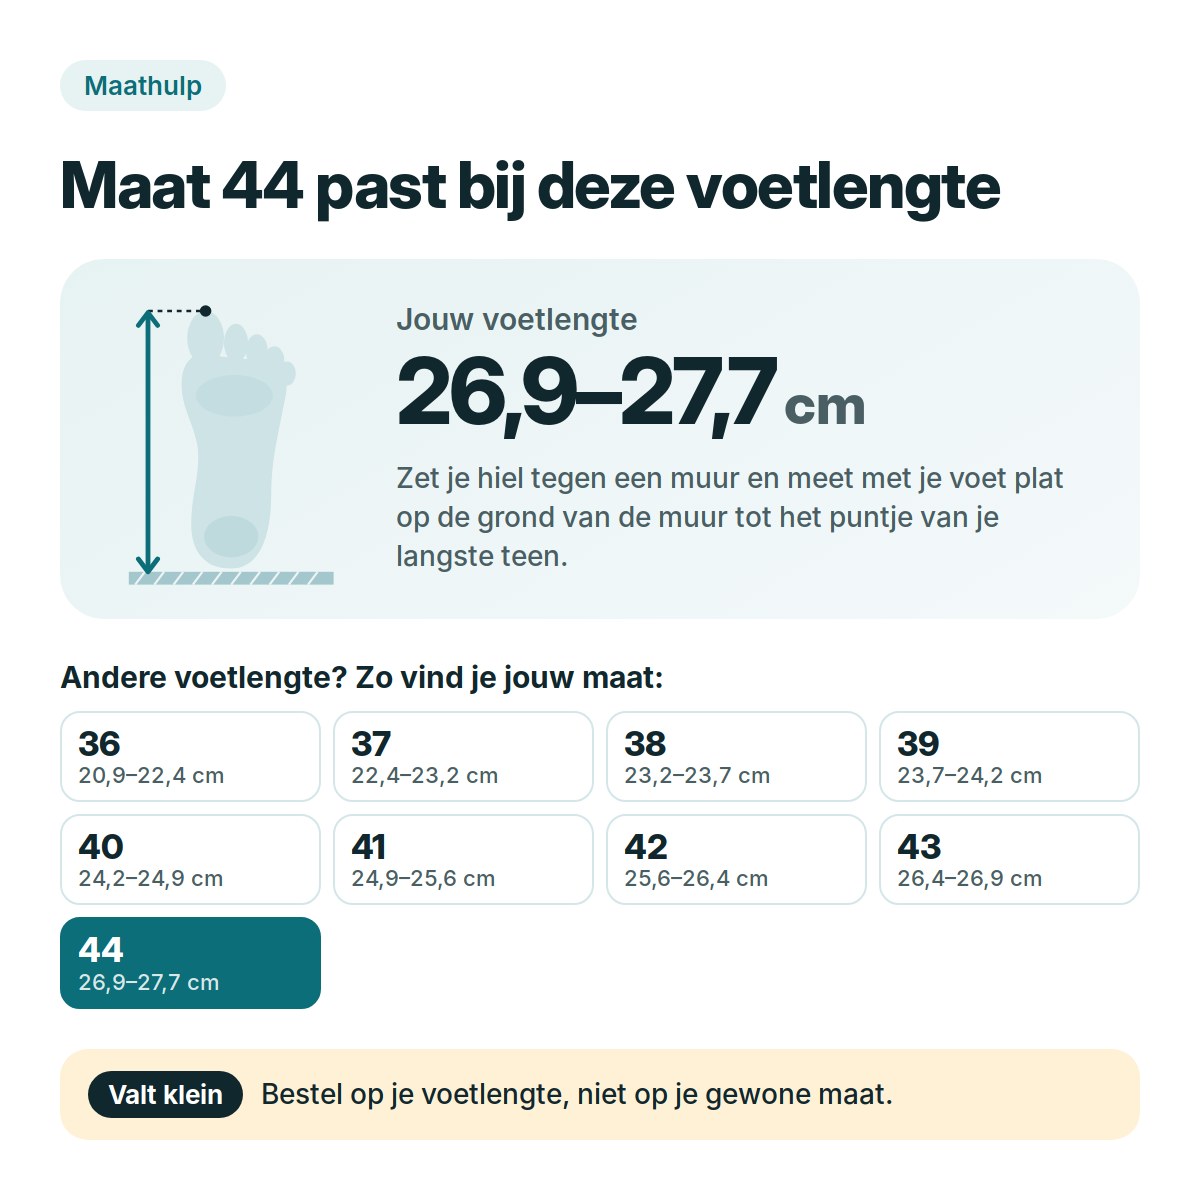 Maathulp
Maat 44 past bij deze voetlengte
Jouw voetlengte
26,9–27,7 cm
Zet je hiel tegen een muur en meet met je voet plat
op de grond van de muur tot het puntje van je
langste teen.
Andere voetlengte? Zo vind je jouw maat:
36
20,9–22,4 cm
37
22,4–23,2 cm
38
23,2–23,7 cm
39
23,7–24,2 cm
40
24,2–24,9 cm
41
24,9–25,6 cm
42
25,6–26,4 cm
43
26,4–26,9 cm
44
26,9–27,7 cm
Valt klein Bestel op je voetlengte, niet op je gewone maat.